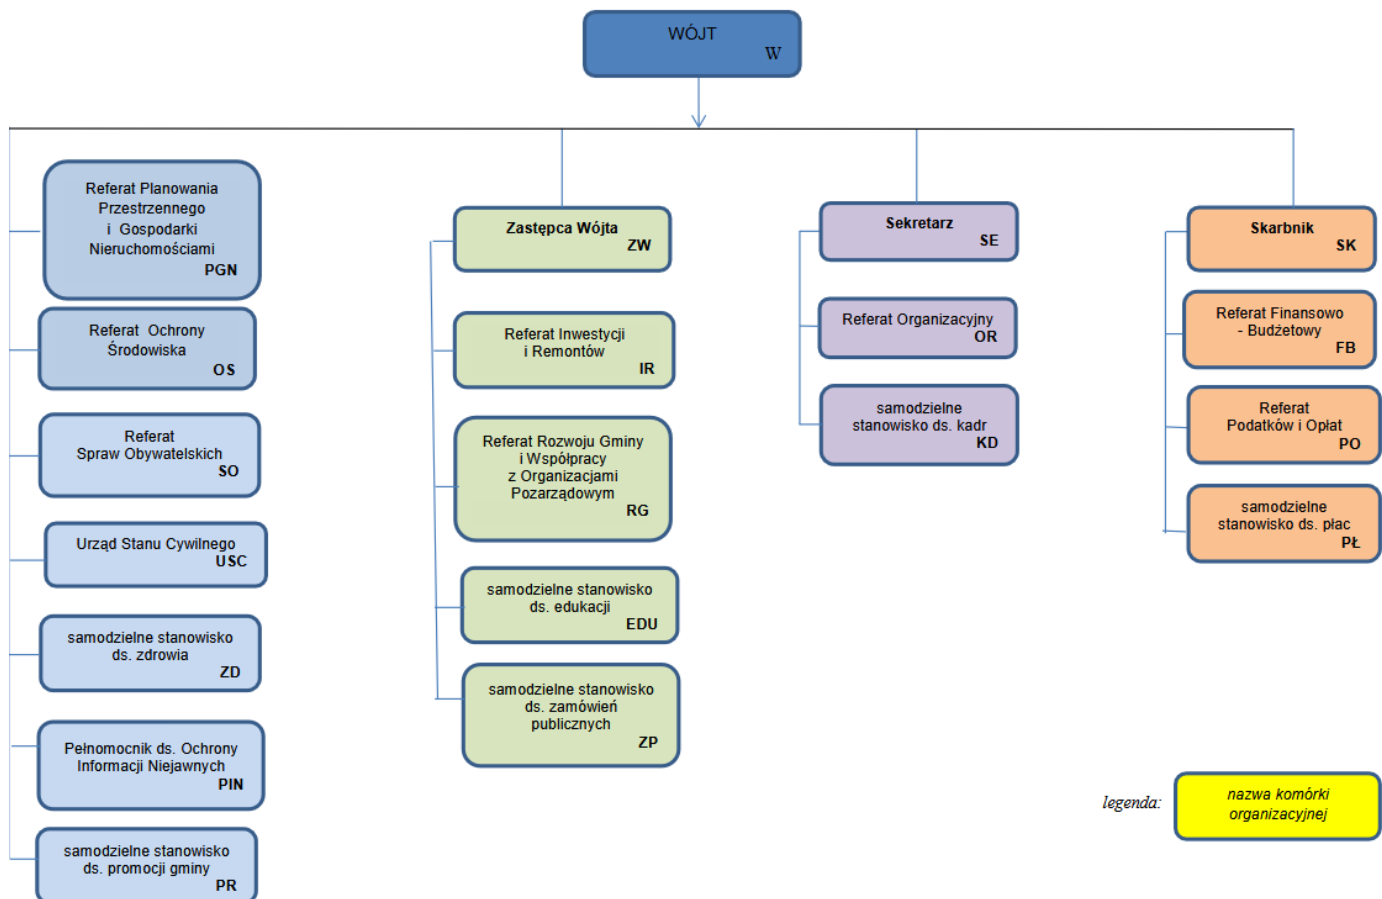 WÓJT
W
Referat Planowania
Przestrzennego
i Gospodarki
Nieruchomościami
PGN
Referat Ochrony
Środowiska
OS
Referat
Spraw Obywatelskich
SO
Urząd Stanu Cywilnego
USC
samodzielne stanowisko
ds. zdrowia
ZD
Pełnomocnik ds. Ochrony
Informacji Niejawnych
PIN
samodzielne stanowisko
ds. promocji gminy
PR
Zastępca Wójta
ZW
Referat Inwestycji
i Remontów
IR
Referat Rozwoju Gminy
i Współpracy
z Organizacjami
Pozarządowym
RG
samodzielne stanowisko
ds. edukacji
EDU
samodzielne stanowisko
ds. zamówień
publicznych
ZP
Sekretarz
SE
Referat Organizacyjny
OR
samodzielne
stanowisko ds. kadr
KD
Skarbnik
SK
Referat Finansowo
- Budżetowy
FB
Referat
Podatków i Opłat
PO
samodzielne
stanowisko ds. płac
PŁ
legenda:
nazwa komórki
organizacyjnej